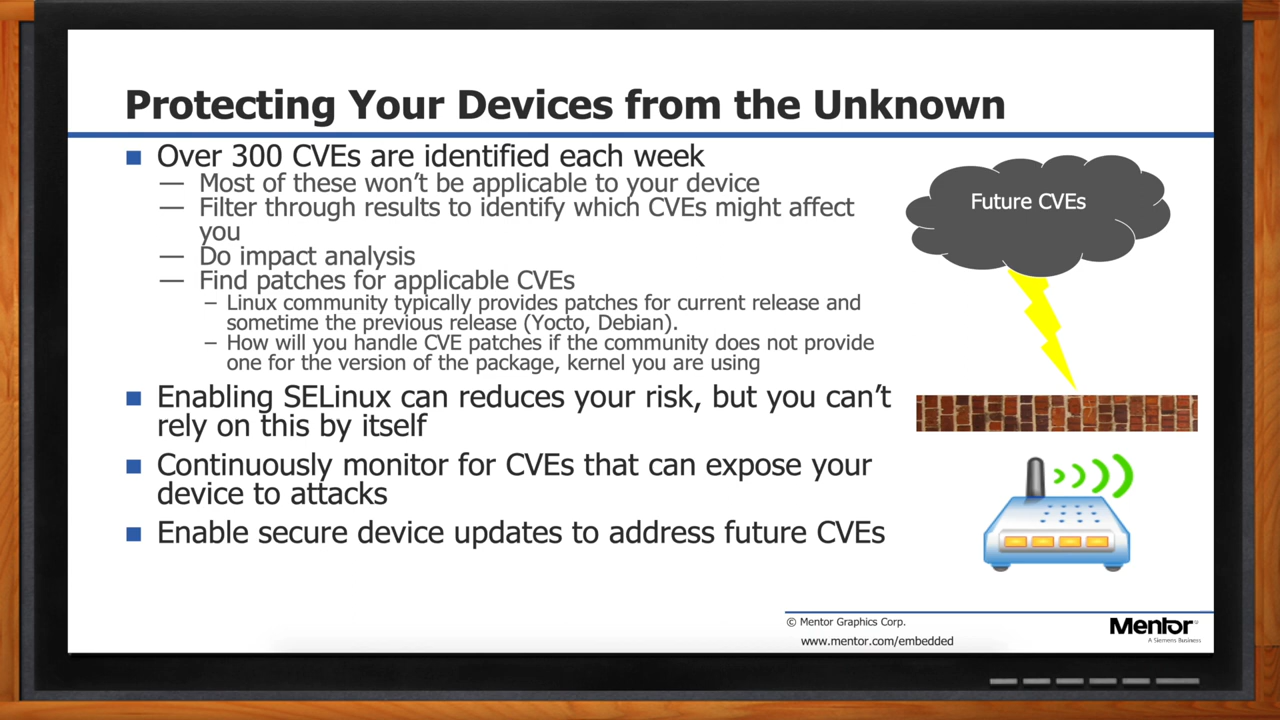 Protecting Your Devices from the Unknown
Over 300 CVEs are identified each week
— Most of these won't be applicable to your device
— Filter through results to identify which CVEs might affect
you
— Do impact analysis
— Find patches for applicable CVEs
– Linux community typically provides patches for current release and
sometime the previous release (Yocto, Debian).
– How will you handle CVE patches if the community does not provide
one for the version of the package, kernel you are using
Enabling SELinux can reduces your risk, but you can't
rely on this by itself
Continuously monitor for CVEs that can expose your
device to attacks
Enable secure device updates to address future CVEs
Future CVEs
© Mentor Graphics Corp.
www.mentor.com/embedded
Mentor®
A Siemens Business